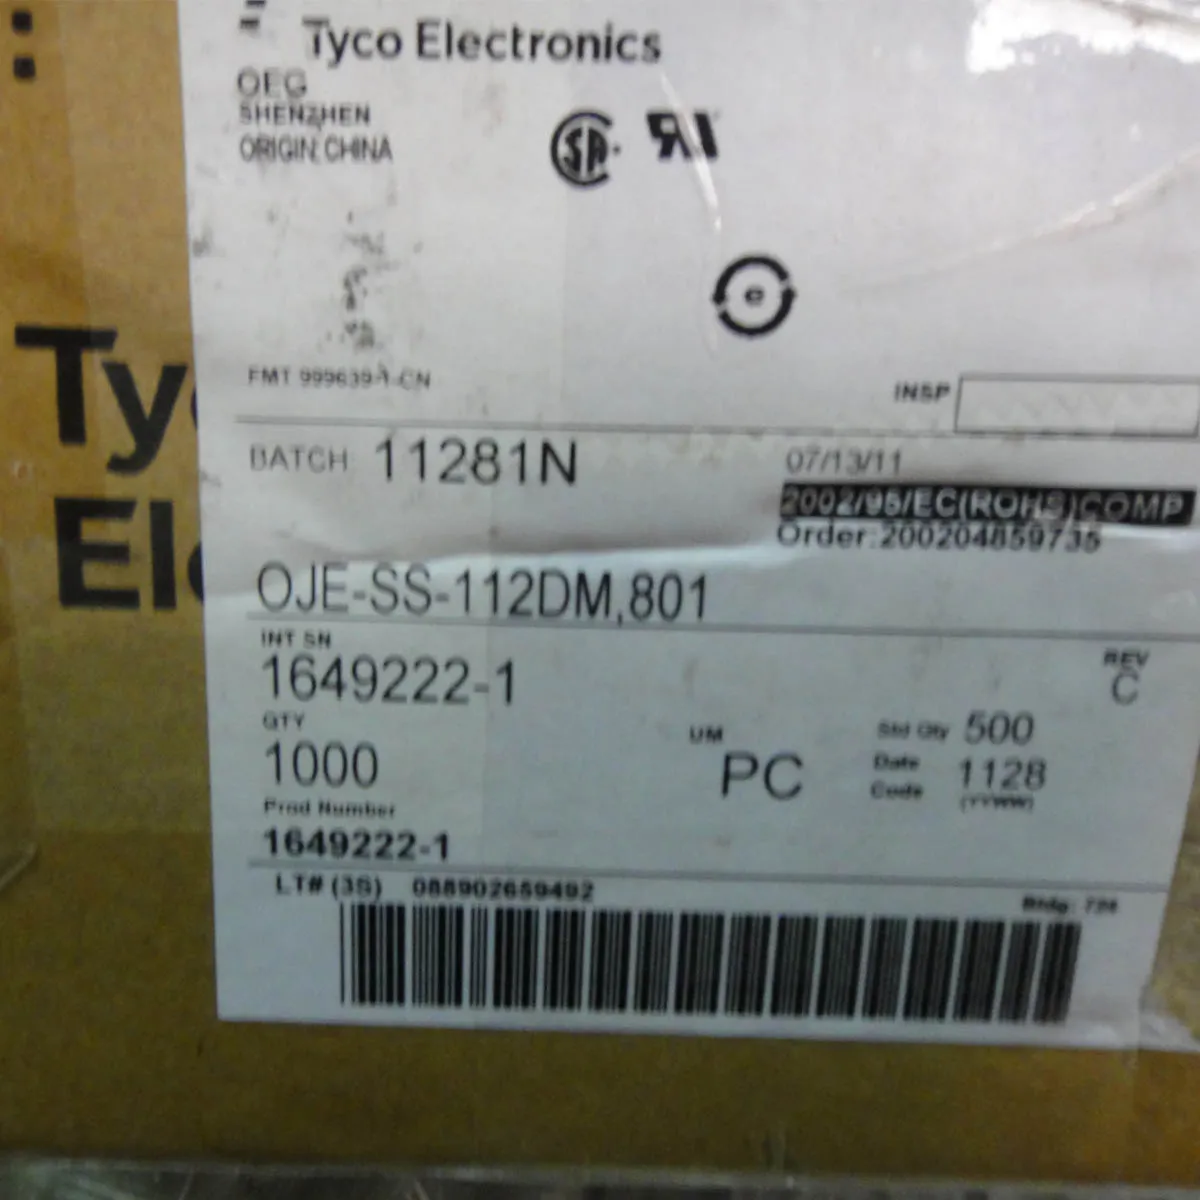 Tyco Electronics
OEG
SHENZHEN
ORIGIN: CHINA
FMT 999639-1-CN
INSP
BATCH 11281N
07/13/11
2002/95/EC(ROHS)COMP
Order:200204859735
OJE-SS-112DM,801
INT SN
1649222-1
REV
C
QTY
1000
UM
PC
Std Qty 500
Date
Code
1128
(YYWW)
Prod Number
1649222-1
LT# (3S) 088902659492
Bldg: 726
Ty
El